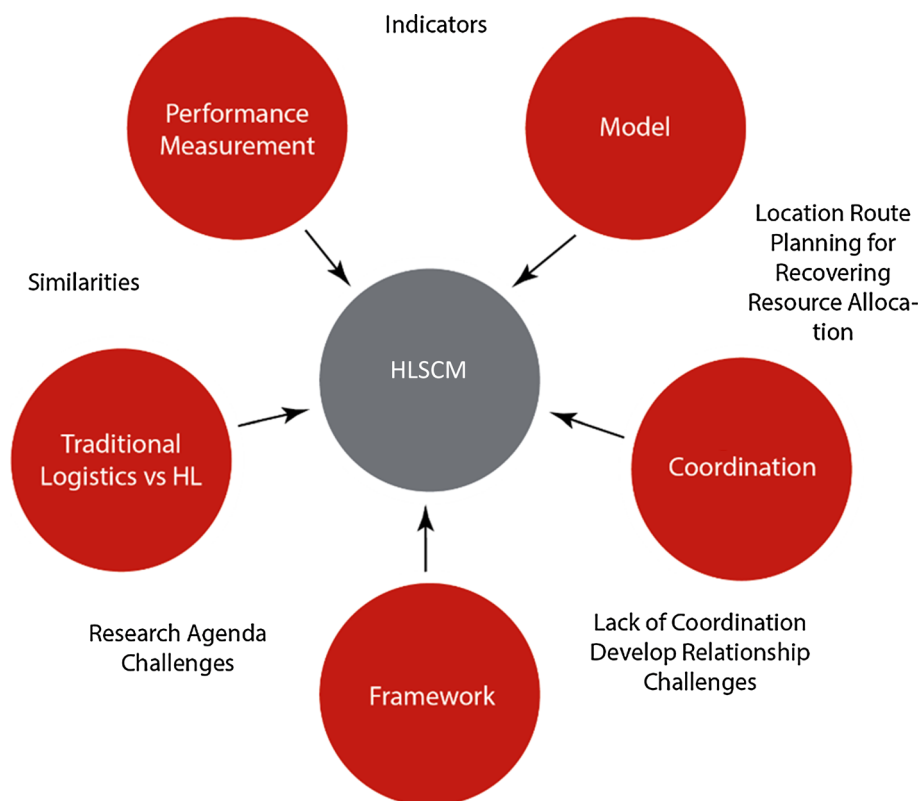 Indicators
Performance
Measurement
Model
Location Route
Planning for
Recovering
Resource Alloca-
tion
Similarities
HLSCM
Traditional
Logistics vs HL
Coordination
Research Agenda
Challenges
Lack of Coordination
Develop Relationship
Challenges
Framework